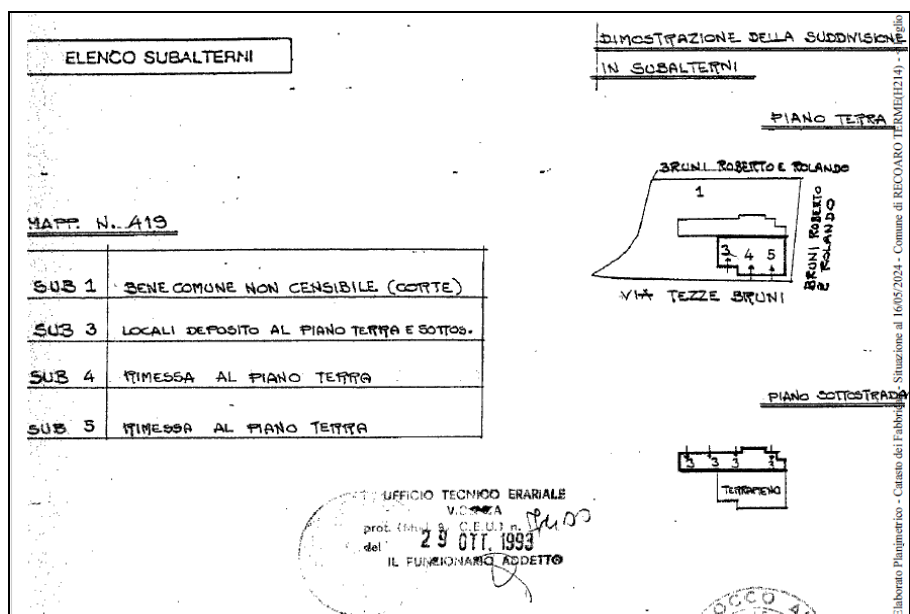 ELENCO SUBALTERNI
DIMOSTRAZIONE DELLA SUDDIVISIONE
IN SUBALTERNI
PIANO TERRA
BRUNI ROBERTO E ROLANDO
1
3 4 5
BRUNI ROBERTO
E ROLANDO
VIA TEZZE BRUNI
MAPP. N. 419
SUB 1 BENE COMUNE NON CENSIBILE (CORTE)
SUB 3 LOCALI DEPOSITO AL PIANO TERRA E SOTTOS.
SUB 4 RIMESSA AL PIANO TERRA
SUB 5 RIMESSA AL PIANO TERRA
PIANO SOTTOSTRADA
3 3 3 3
TERRAPIENO
UFFICIO TECNICO ERARIALE
prot. C.E.U.) n.
del 29 OTT. 1993
IL FUNZIONARIO ADDETTO
Elaborato Planimetrico - Catasto dei Fabbricati - Situazione al 16/05/2024 - Comune di RECOARO TERME(H214) -